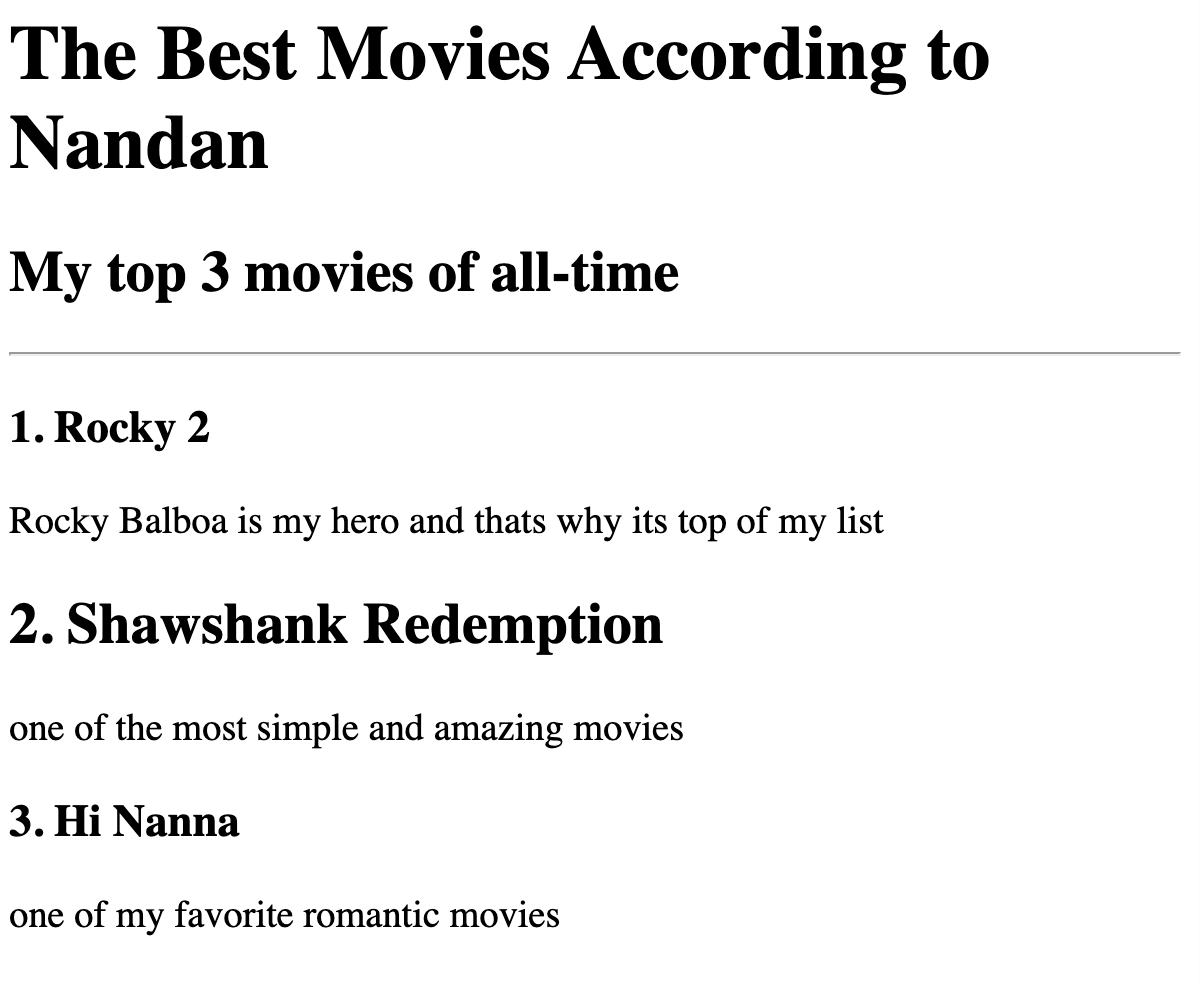 The Best Movies According to
Nandan
My top 3 movies of all-time
1. Rocky 2
Rocky Balboa is my hero and thats why its top of my list
2. Shawshank Redemption
one of the most simple and amazing movies
3. Hi Nanna
one of my favorite romantic movies